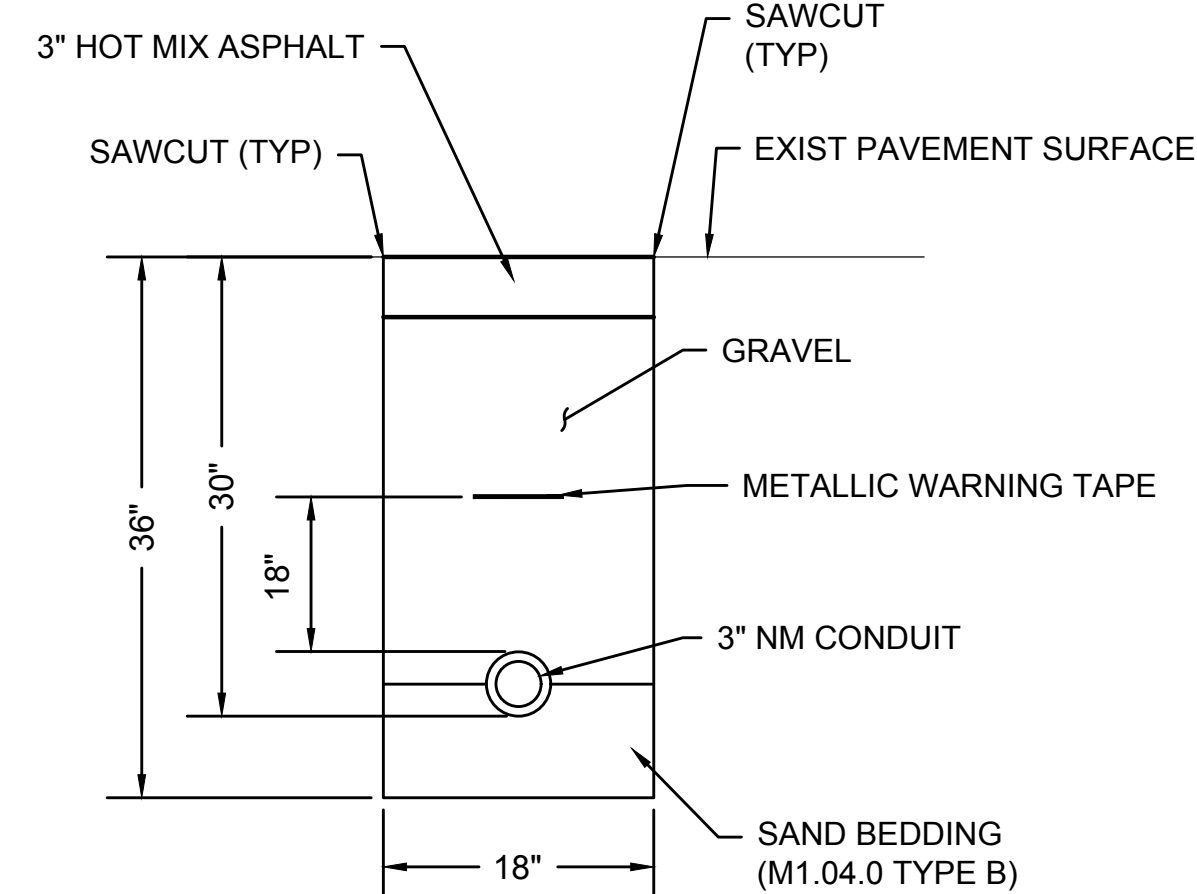 SAWCUT
(TYP)
3" HOT MIX ASPHALT
SAWCUT (TYP)
EXIST PAVEMENT SURFACE
GRAVEL
METALLIC WARNING TAPE
36"
30"
18"
3" NM CONDUIT
SAND BEDDING
(M1.04.0 TYPE B)
18"